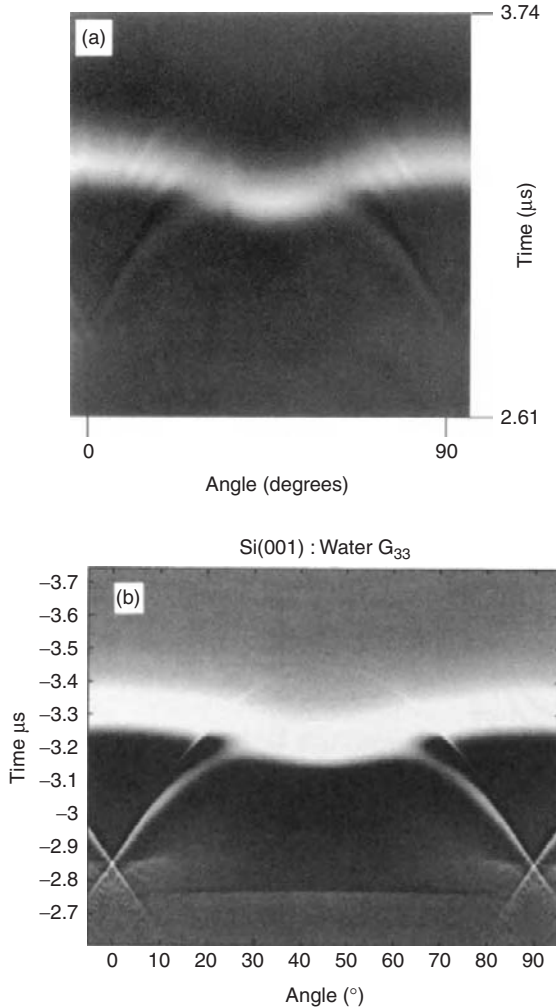 (a)
3.74
Time (μs)
2.61
0
90
Angle (degrees)
Si(001) : Water G33
(b)
−3.7
−3.6
−3.5
−3.4
−3.3
−3.2
−3.1
−3
−2.9
−2.8
−2.7
Time μs
0 10 20 30 40 50 60 70 80 90
Angle (°)